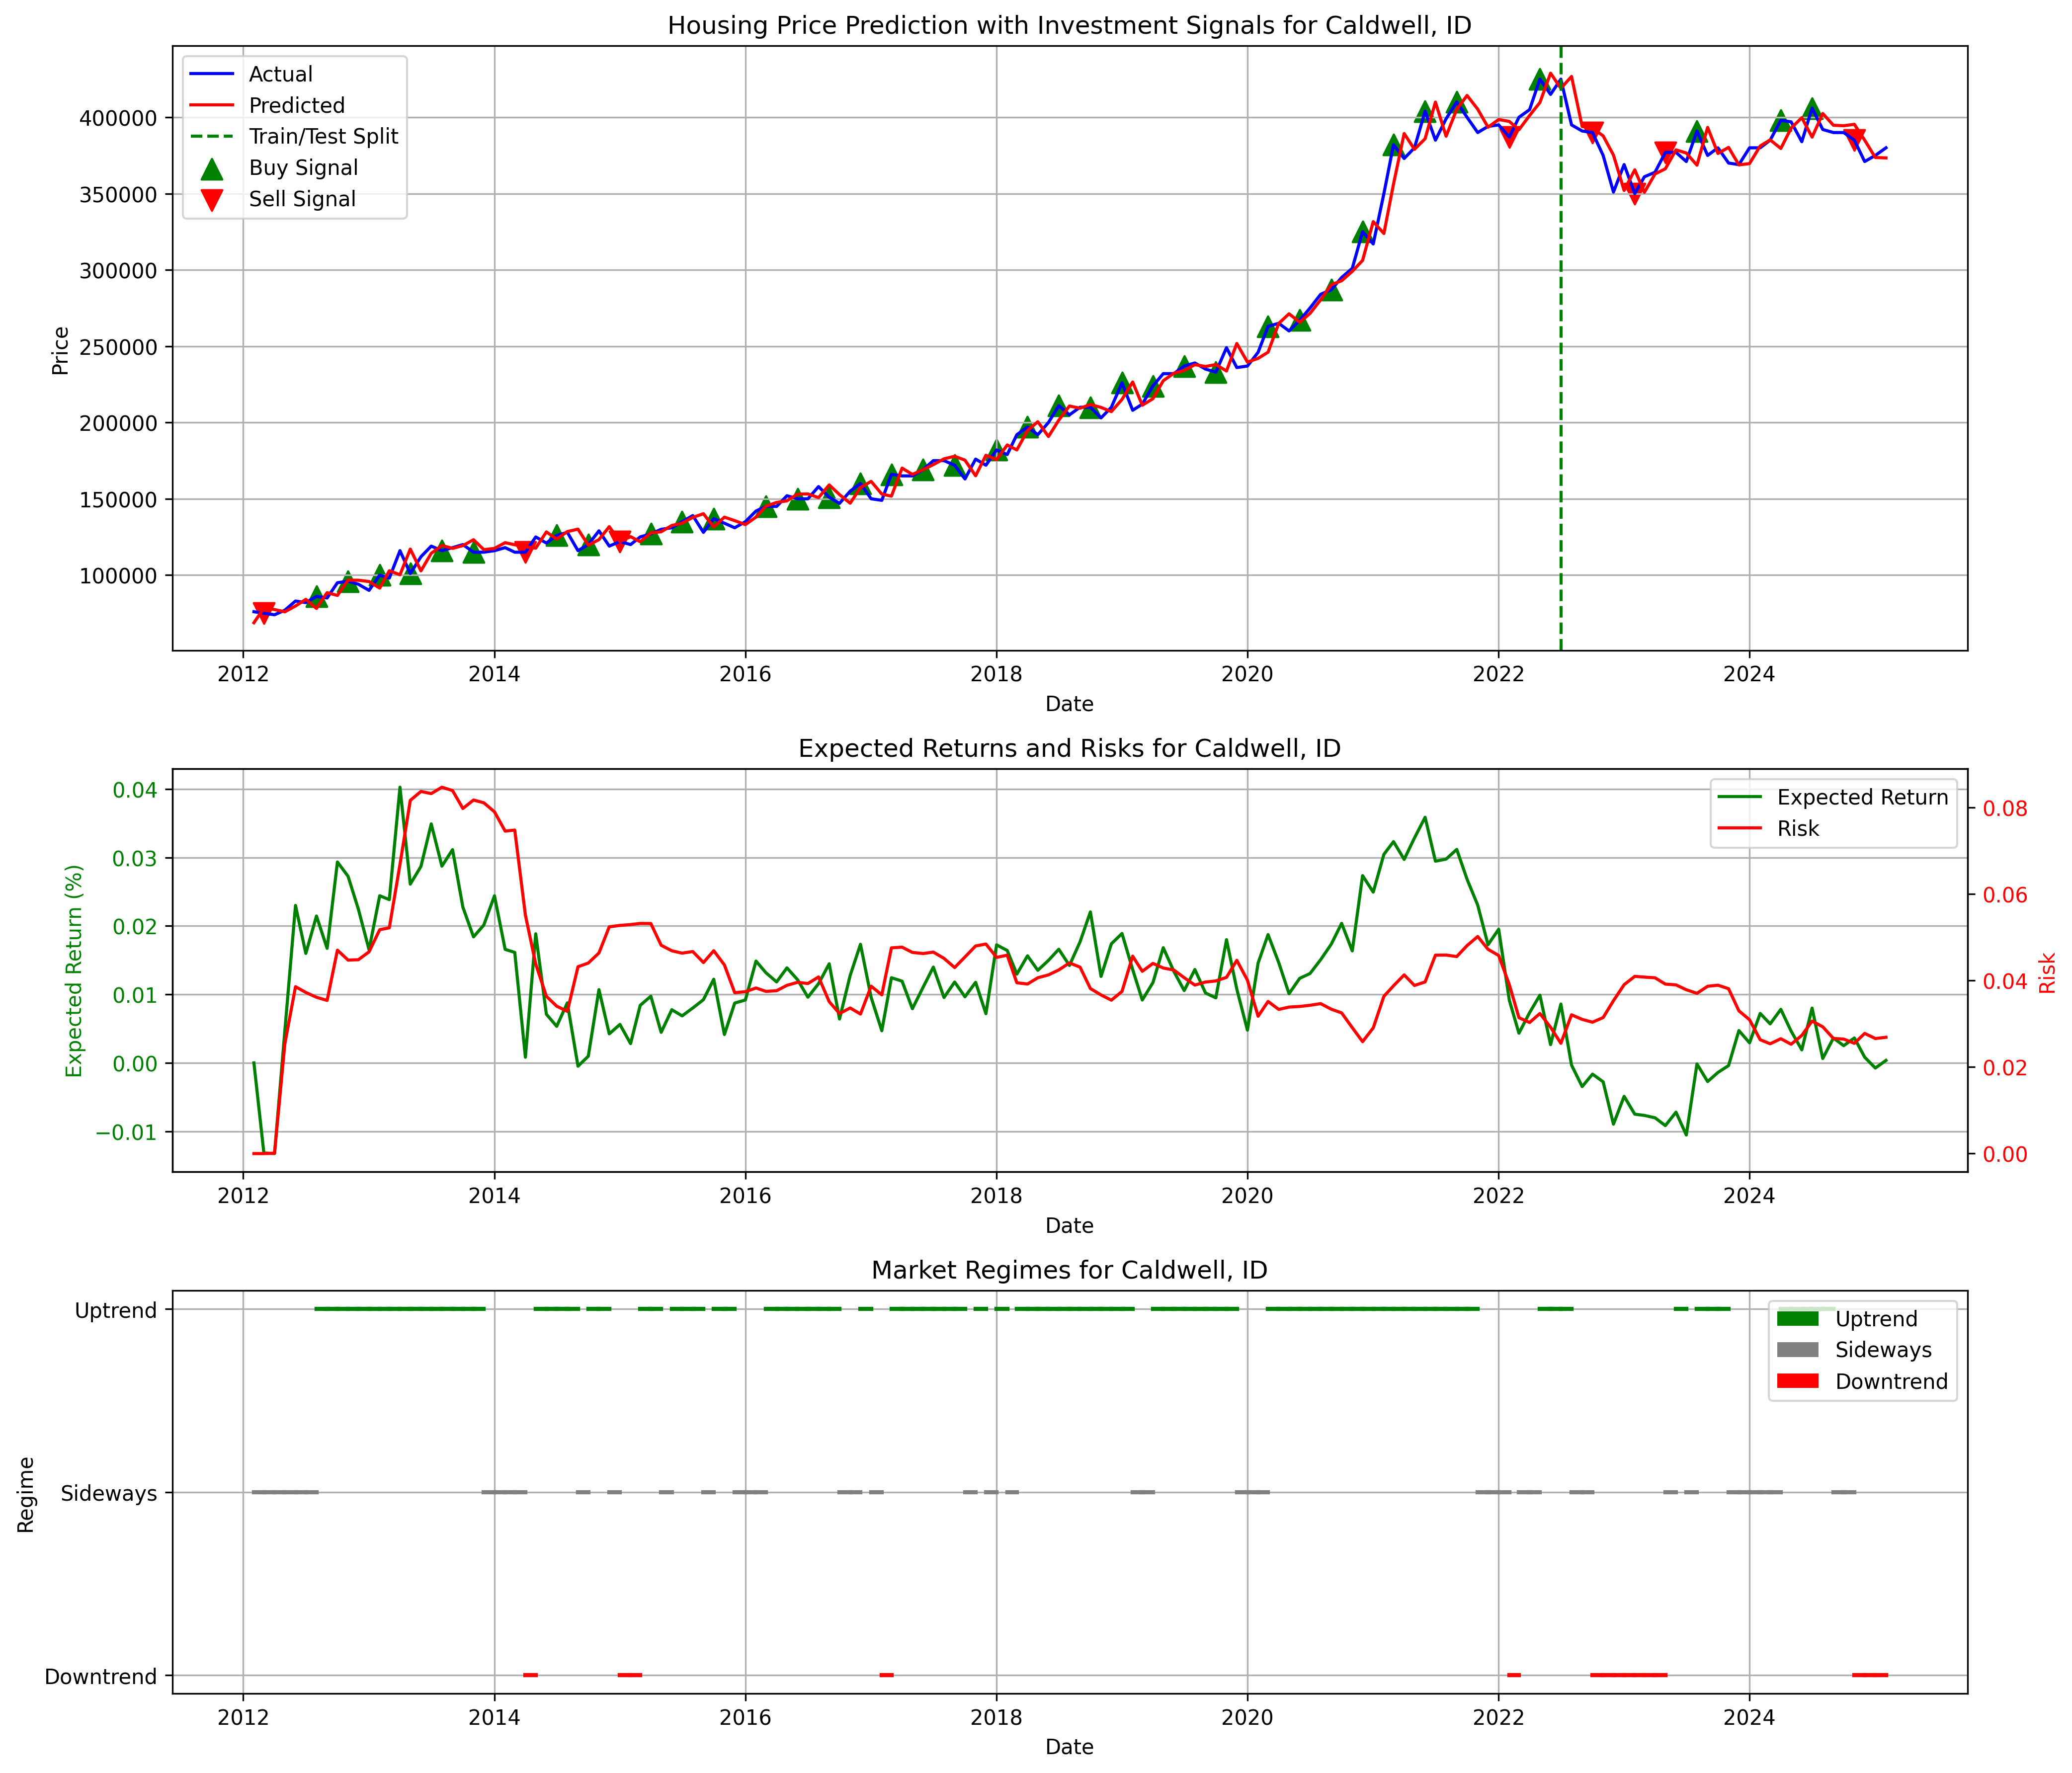 Housing Price Prediction with Investment Signals for Caldwell, ID
Actual
Predicted
Train/Test Split
Buy Signal
Sell Signal
400000
350000
300000
250000
200000
150000
100000
Price
2012 2014 2016 2018 2020 2022 2024
Date
Expected Returns and Risks for Caldwell, ID
Expected Return
Risk
0.04
0.03
0.02
0.01
0.00
−0.01
Expected Return (%)
0.08
0.06
0.04
0.02
0.00
Risk
2012 2014 2016 2018 2020 2022 2024
Date
Market Regimes for Caldwell, ID
Uptrend
Sideways
Downtrend
Regime
Uptrend
Sideways
Downtrend
2012 2014 2016 2018 2020 2022 2024
Date